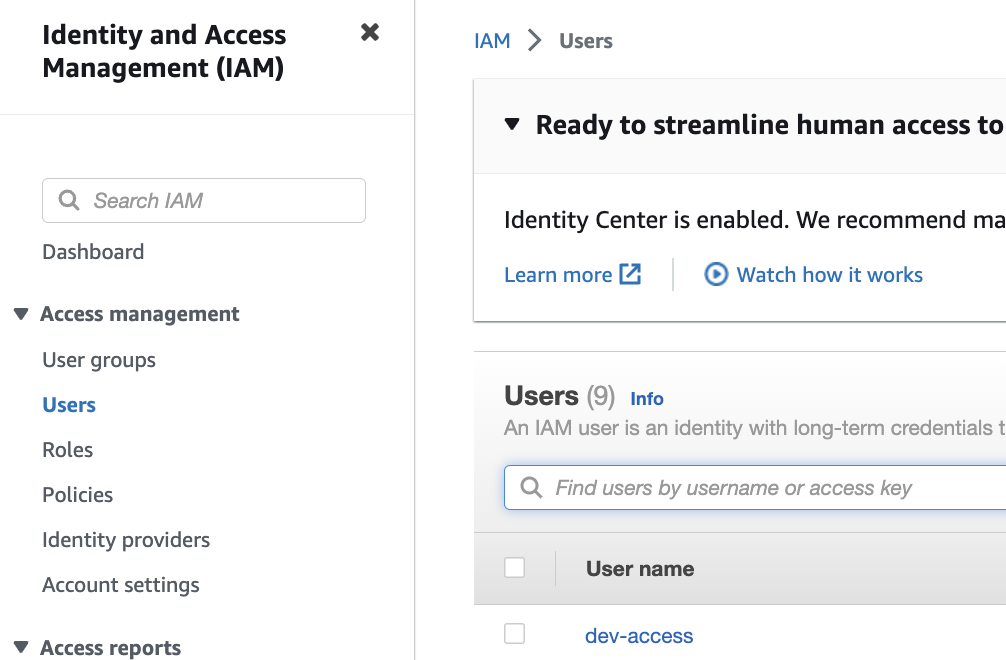 Identity and Access
Management (IAM)
Search IAM
Dashboard
Access management
User groups
Users
Roles
Policies
Identity providers
Account settings
Access reports
IAM > Users
Ready to streamline human access to
Identity Center is enabled. We recommend ma
Learn more
Watch how it works
Users (9) Info
An IAM user is an identity with long-term credentials t
Find users by username or access key
User name
dev-access